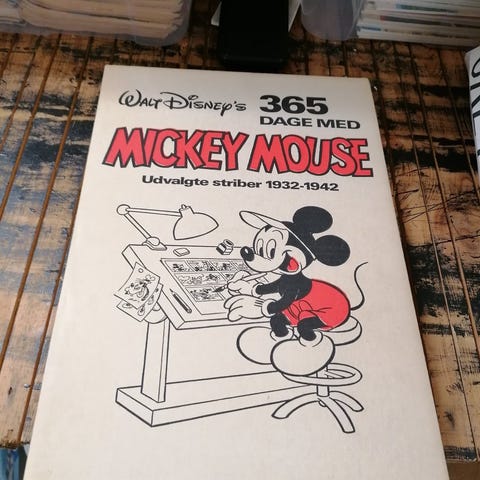 WALT DISNEY'S 365
DAGE MED
MICKEY MOUSE
Udvalgte striber 1932-1942